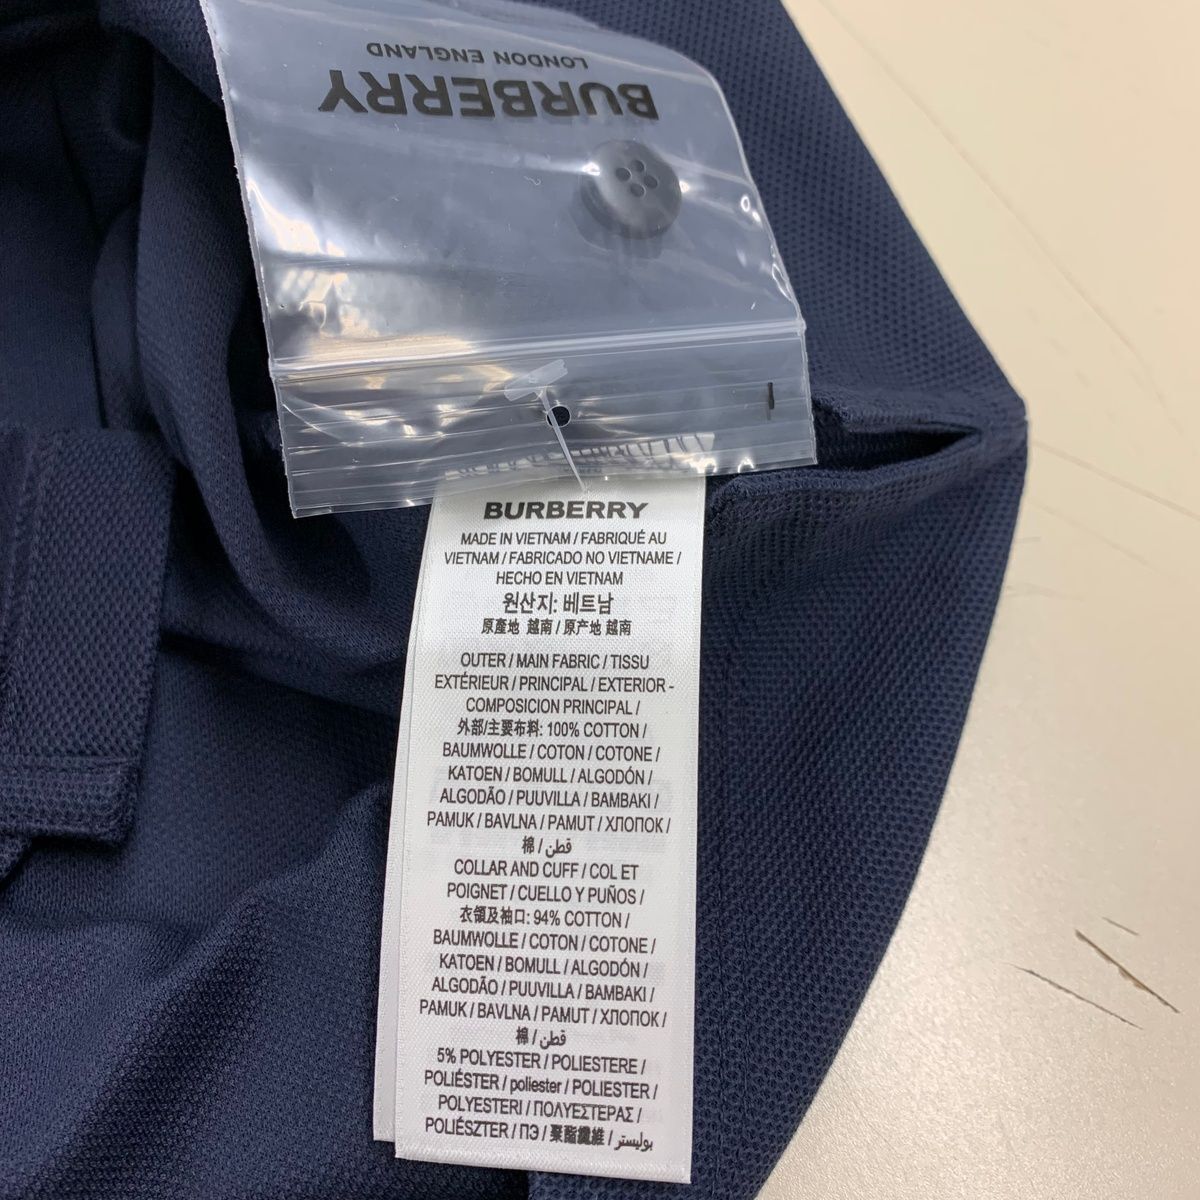 BURBERRY
LONDON ENGLAND
BURBERRY
MADE IN VIETNAM / FABRIQUÉ AU
VIETNAM / FABRICADO NO VIETNAME /
HECHO EN VIETNAM
원산지: 베트남
原產地 越南 / 原产地 越南
OUTER / MAIN FABRIC / TISSU
EXTÉRIEUR / PRINCIPAL / EXTERIOR -
COMPOSICION PRINCIPAL /
外部/主要布料: 100% COTTON /
BAUMWOLLE / COTON / COTONE /
KATOEN / BOMULL / ALGODÓN /
ALGODÃO / PUUVILLA / BAMBAKI /
PAMUK / BAVLNA / PAMUT / ХЛОПОК /
棉 / قطن
COLLAR AND CUFF / COL ET
POIGNET / CUELLO Y PUÑOS /
衣領及袖口: 94% COTTON /
BAUMWOLLE / COTON / COTONE /
KATOEN / BOMULL / ALGODÓN /
ALGODÃO / PUUVILLA / BAMBAKI /
PAMUK / BAVLNA / PAMUT / ХЛОПОК /
棉 / قطن
5% POLYESTER / POLIESTERE /
POLIÉSTER / poliester / POLIESTER /
POLYESTERI / ΠΟΛΥΕΣΤΕΡΑΣ /
POLIÉSZTER / ПЭ / 聚酯纖維 / بوليستر